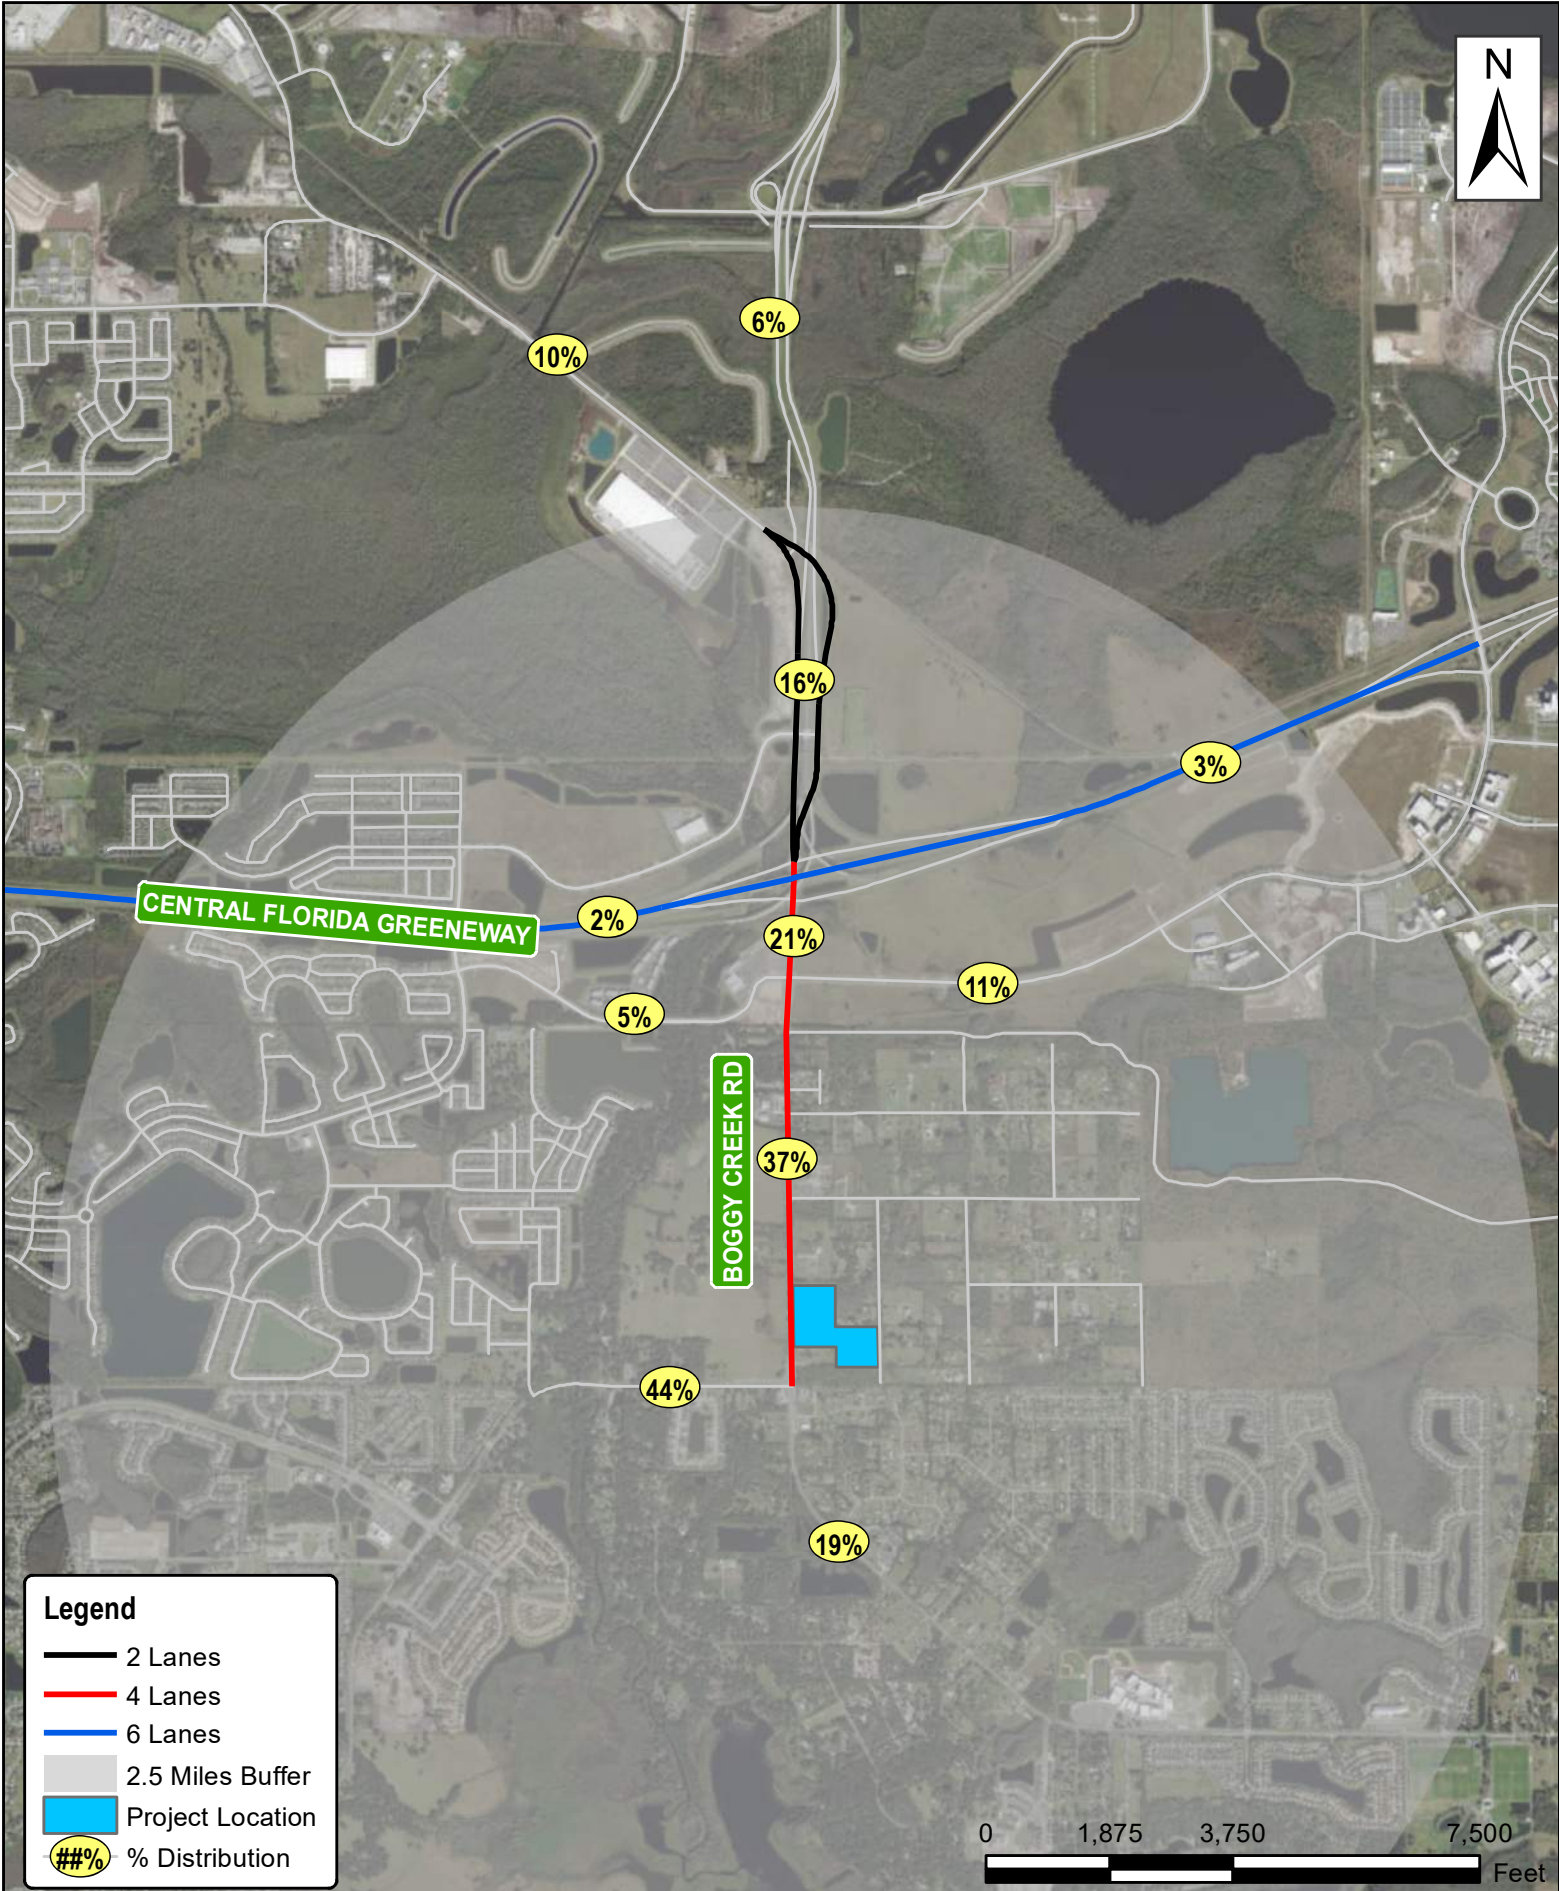 N
6%
10%
16%
3%
CENTRAL FLORIDA GREENEWAY
2%
21%
11%
5%
BOGGY CREEK RD
37%
44%
19%
Legend
2 Lanes
4 Lanes
6 Lanes
2.5 Miles Buffer
Project Location
##% % Distribution
0 1,875 3,750 7,500
Feet